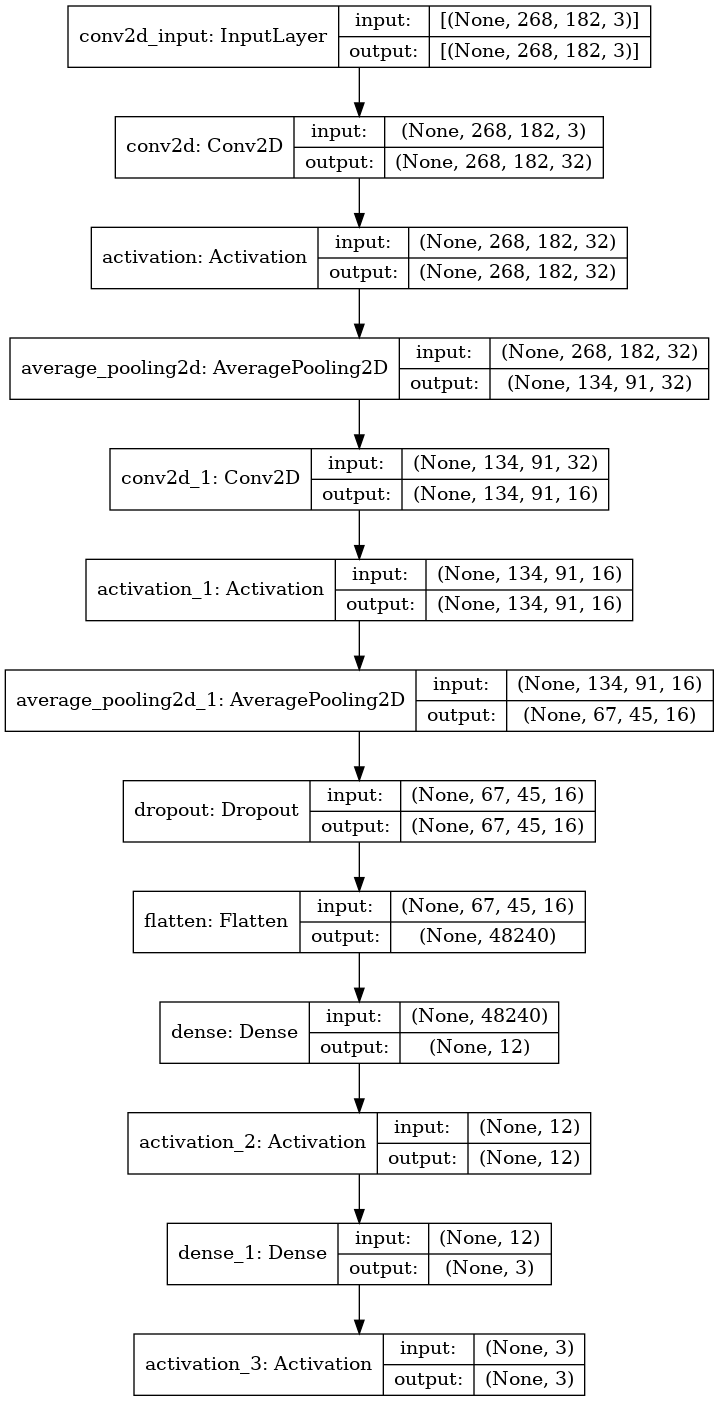 conv2d_input: InputLayer
input: [(None, 268, 182, 3)]
output: [(None, 268, 182, 3)]
conv2d: Conv2D
input: (None, 268, 182, 3)
output: (None, 268, 182, 32)
activation: Activation
input: (None, 268, 182, 32)
output: (None, 268, 182, 32)
average_pooling2d: AveragePooling2D
input: (None, 268, 182, 32)
output: (None, 134, 91, 32)
conv2d_1: Conv2D
input: (None, 134, 91, 32)
output: (None, 134, 91, 16)
activation_1: Activation
input: (None, 134, 91, 16)
output: (None, 134, 91, 16)
average_pooling2d_1: AveragePooling2D
input: (None, 134, 91, 16)
output: (None, 67, 45, 16)
dropout: Dropout
input: (None, 67, 45, 16)
output: (None, 67, 45, 16)
flatten: Flatten
input: (None, 67, 45, 16)
output: (None, 48240)
dense: Dense
input: (None, 48240)
output: (None, 12)
activation_2: Activation
input: (None, 12)
output: (None, 12)
dense_1: Dense
input: (None, 12)
output: (None, 3)
activation_3: Activation
input: (None, 3)
output: (None, 3)